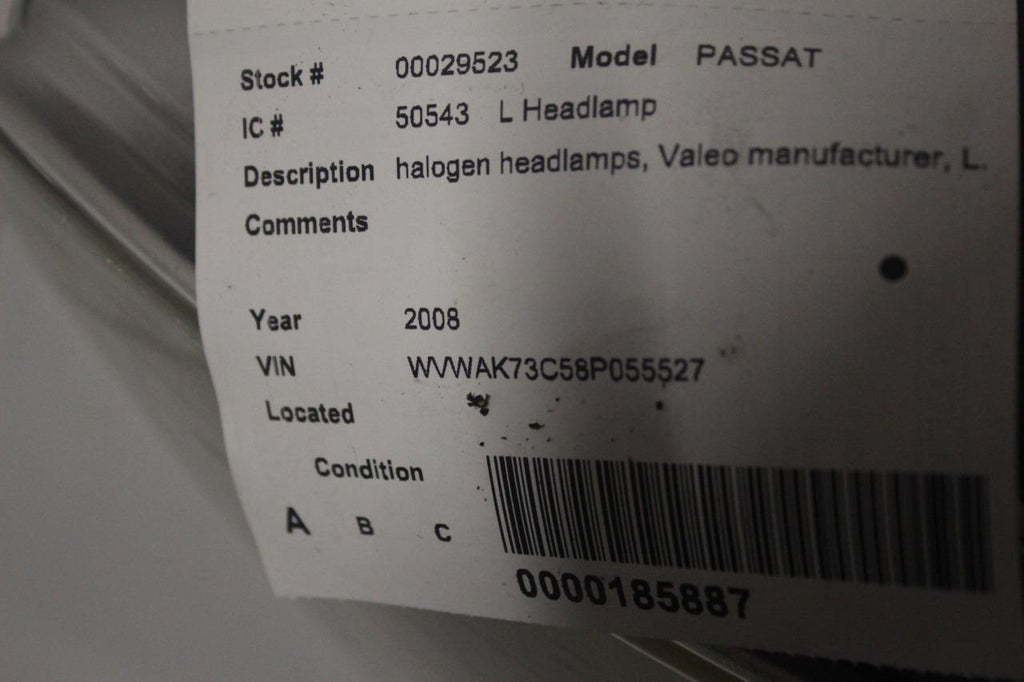 Stock # 00029523 Model PASSAT
IC # 50543 L Headlamp
Description halogen headlamps, Valeo manufacturer, L.
Comments
Year 2008
VIN WVWAK73C58P055527
Located
Condition
A B C
0000185887